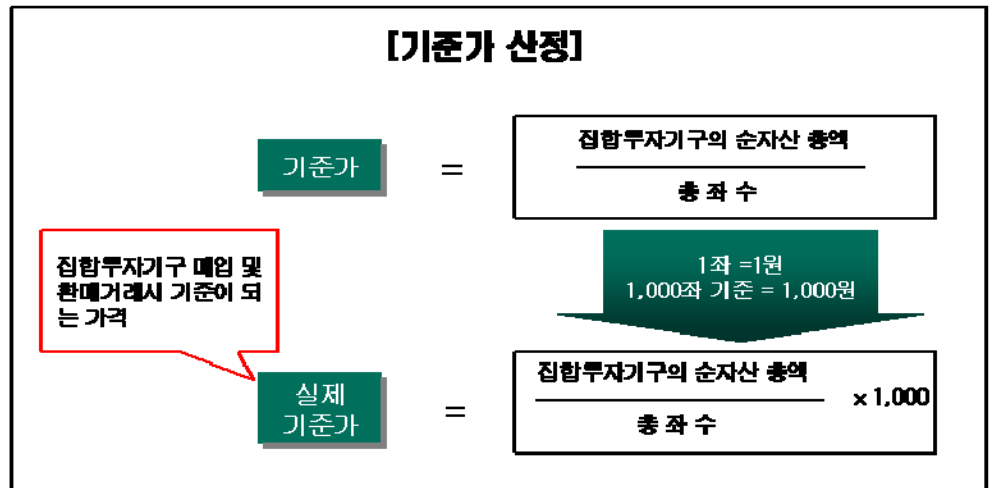 [기준가 산정]
기준가
=
집합투자기구의 순자산 총액
총 좌 수
집합투자기구 매입 및
환매거래시 기준이 되
는 가격
1좌 =1원
1,000좌 기준 = 1,000원
실제
기준가
=
집합투자기구의 순자산 총액
총 좌 수
× 1,000